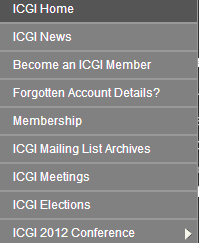 ICGI Home
ICGI News
Become an ICGI Member
Forgotten Account Details?
Membership
ICGI Mailing List Archives
ICGI Meetings
ICGI Elections
ICGI 2012 Conference